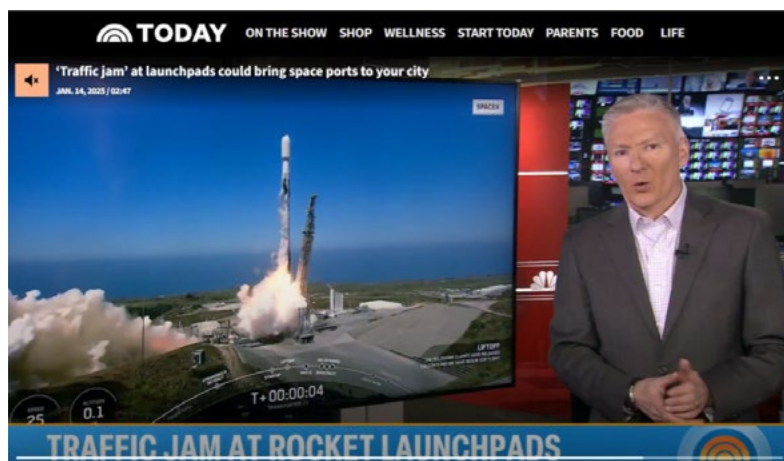 TODAY
ON THE SHOW SHOP WELLNESS START TODAY PARENTS FOOD LIFE
‘Traffic jam’ at launchpads could bring space ports to your city
JAN. 14, 2025 / 02:47
SPACEX
LIFTOFF
SPEED
25
ALTITUDE
0.1
T+ 00:00:04
TRAFFIC JAM AT ROCKET LAUNCHPADS